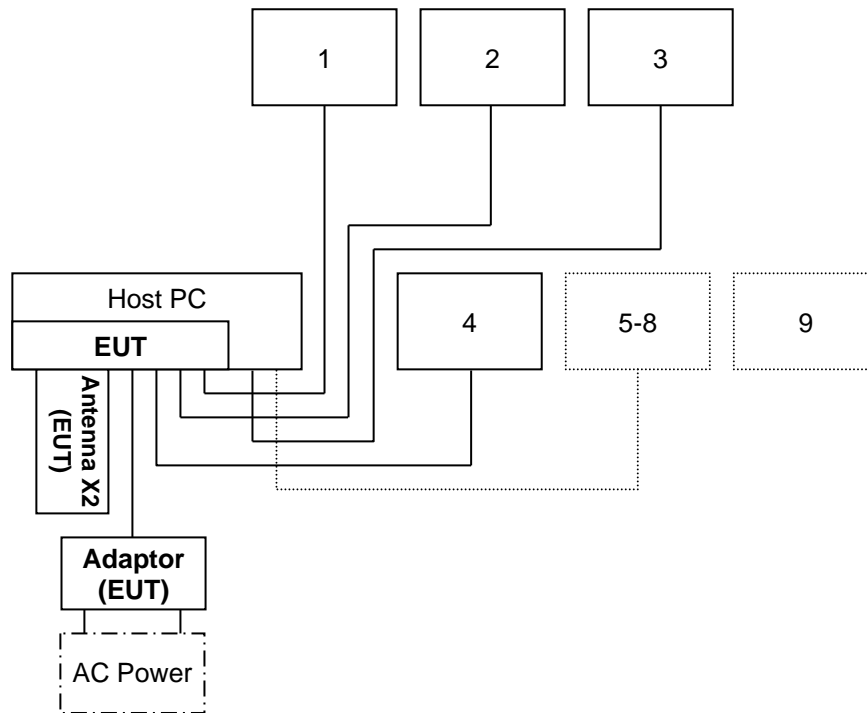 1
2
3
Host PC
EUT
4
5-8
9
Antenna X2
(EUT)
Adaptor
(EUT)
AC Power